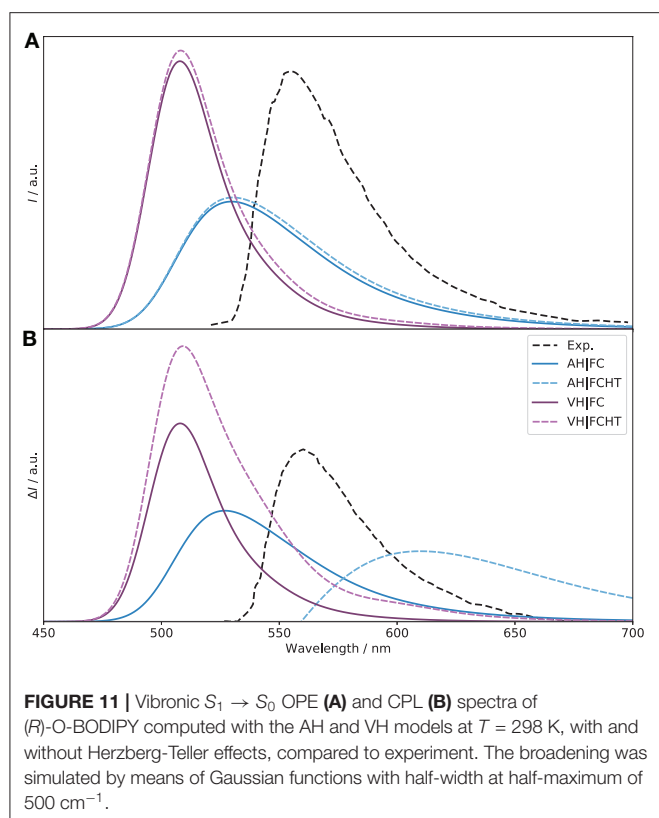 A
I / a.u.
B
Exp.
AH|FC
AH|FCHT
VH|FC
VH|FCHT
ΔI / a.u.
450 500 550 600 650 700
Wavelength / nm
FIGURE 11 | Vibronic S₁ → S₀ OPE (A) and CPL (B) spectra of
(R)-O-BODIPY computed with the AH and VH models at T = 298 K, with and
without Herzberg-Teller effects, compared to experiment. The broadening was
simulated by means of Gaussian functions with half-width at half-maximum of
500 cm⁻¹.